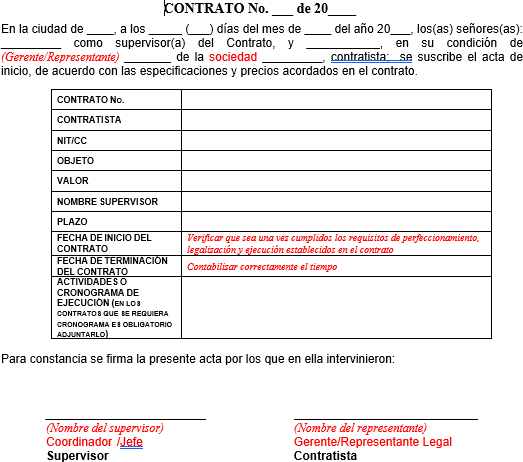 CONTRATO No. ___ de 20____
En la ciudad de ____, a los _____ (___) días del mes de ____ del año 20___, los(as) señores(as):
________ como supervisor(a) del Contrato, y __________, en su condición de
(Gerente/Representante) _______ de la sociedad _________, contratista; se suscribe el acta de
inicio, de acuerdo con las especificaciones y precios acordados en el contrato.
CONTRATO No.
CONTRATISTA
NIT/CC
OBJETO
VALOR
NOMBRE SUPERVISOR
PLAZO
FECHA DE INICIO DEL
CONTRATO
Verificar que sea una vez cumplidos los requisitos de perfeccionamiento,
legalización y ejecución establecidos en el contrato
FECHA DE TERMINACIÓN
DEL CONTRATO
Contabilizar correctamente el tiempo
ACTIVIDADES O
CRONOGRAMA DE
EJECUCIÓN (EN LOS
CONTRATOS QUE SE REQUIERA
CRONOGRAMA ES OBLIGATORIO
ADJUNTARLO)
Para constancia se firma la presente acta por los que en ella intervinieron:
(Nombre del supervisor)
Coordinador /Jefe
Supervisor
(Nombre del representante)
Gerente/Representante Legal
Contratista